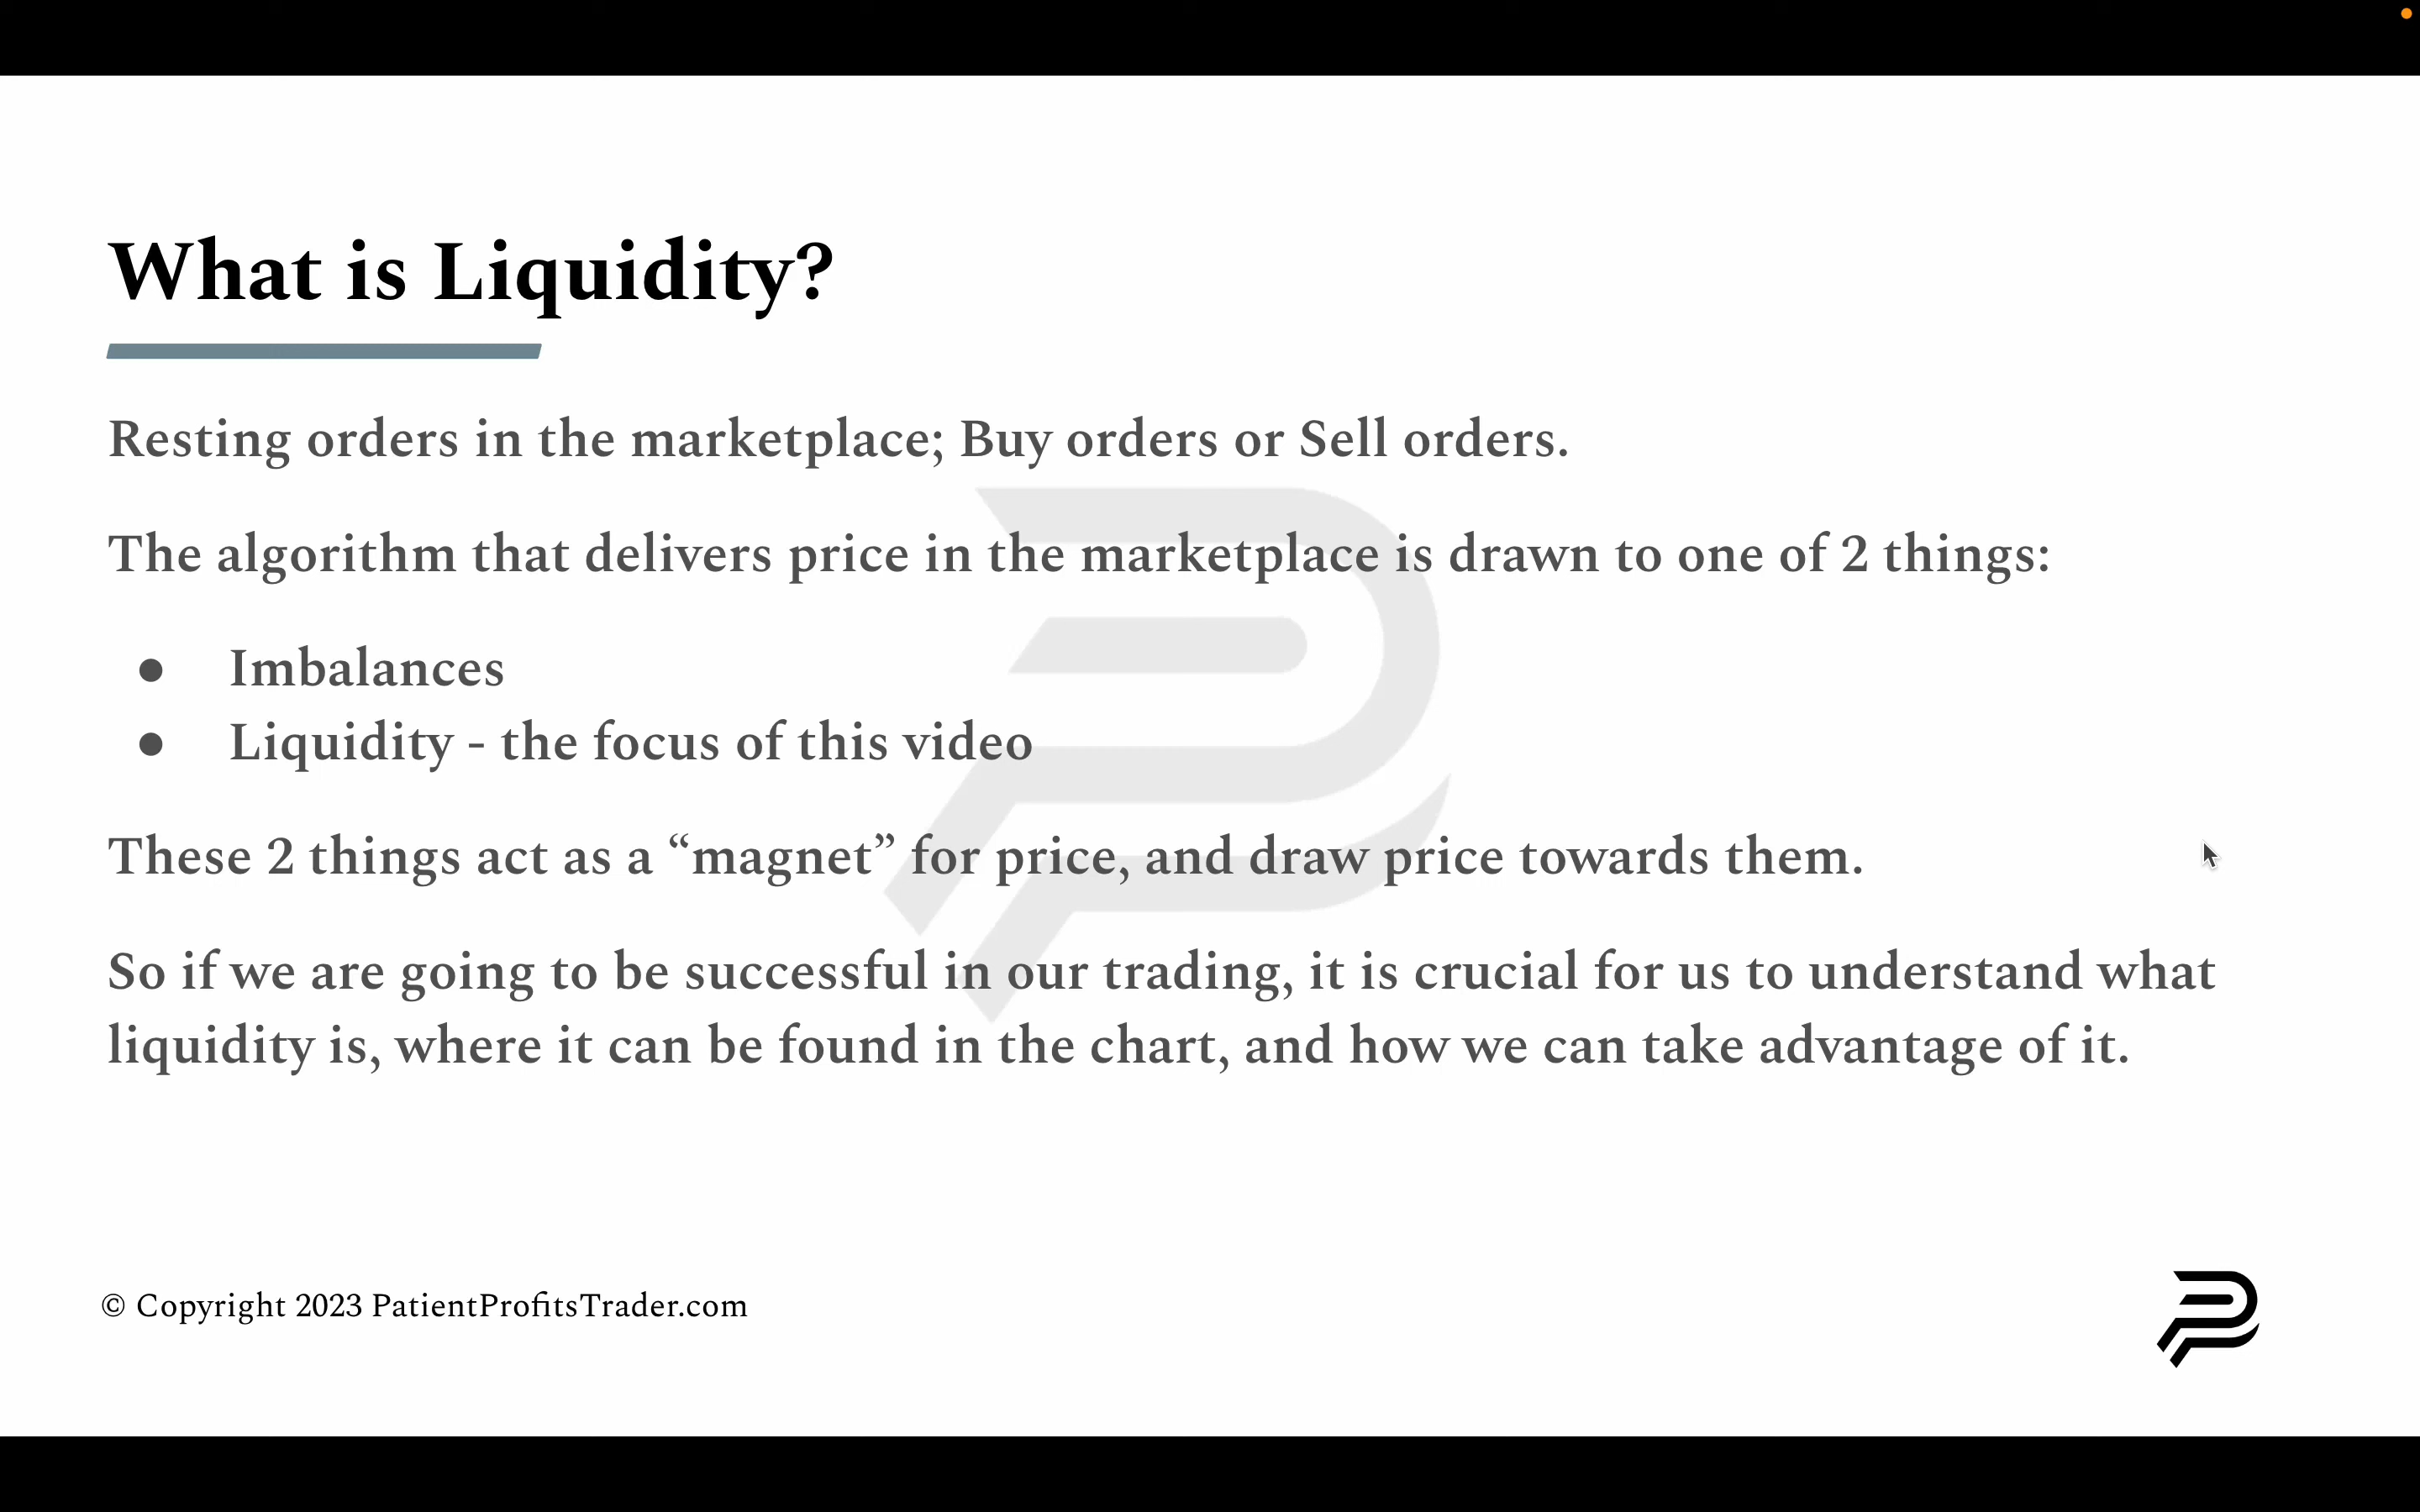 What is Liquidity?
Resting orders in the marketplace; Buy orders or Sell orders.
The algorithm that delivers price in the marketplace is drawn to one of 2 things:
● Imbalances
● Liquidity - the focus of this video
These 2 things act as a “magnet” for price, and draw price towards them.
So if we are going to be successful in our trading, it is crucial for us to understand what
liquidity is, where it can be found in the chart, and how we can take advantage of it.
© Copyright 2023 PatientProfitsTrader.com